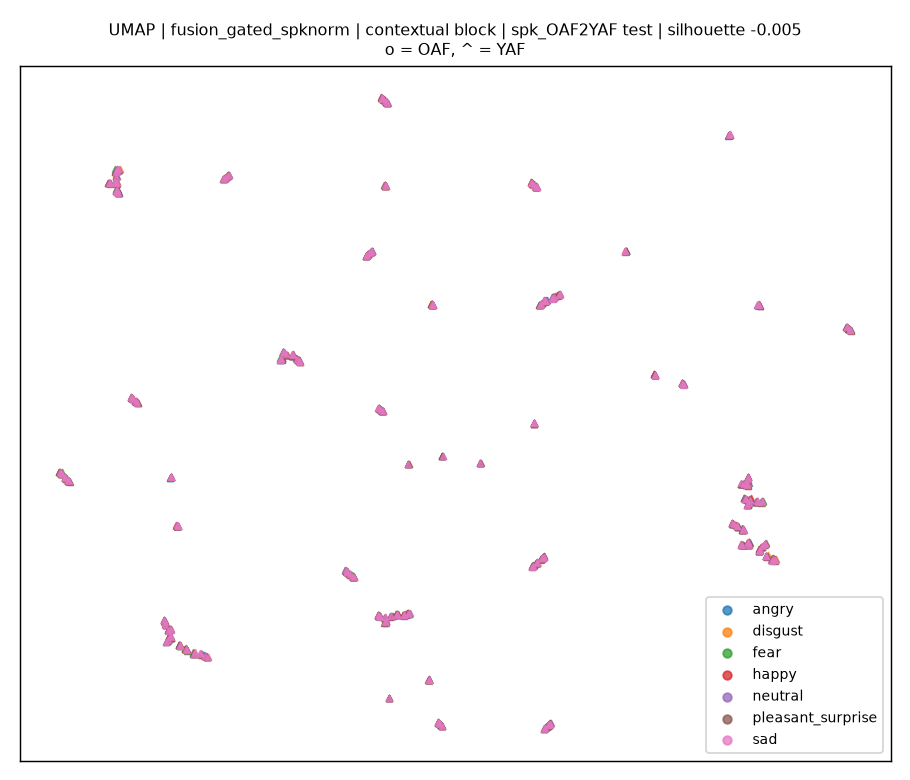 UMAP | fusion_gated_spknorm | contextual block | spk_OAF2YAF test | silhouette -0.005
o = OAF, ^ = YAF
angry
disgust
fear
happy
neutral
pleasant_surprise
sad